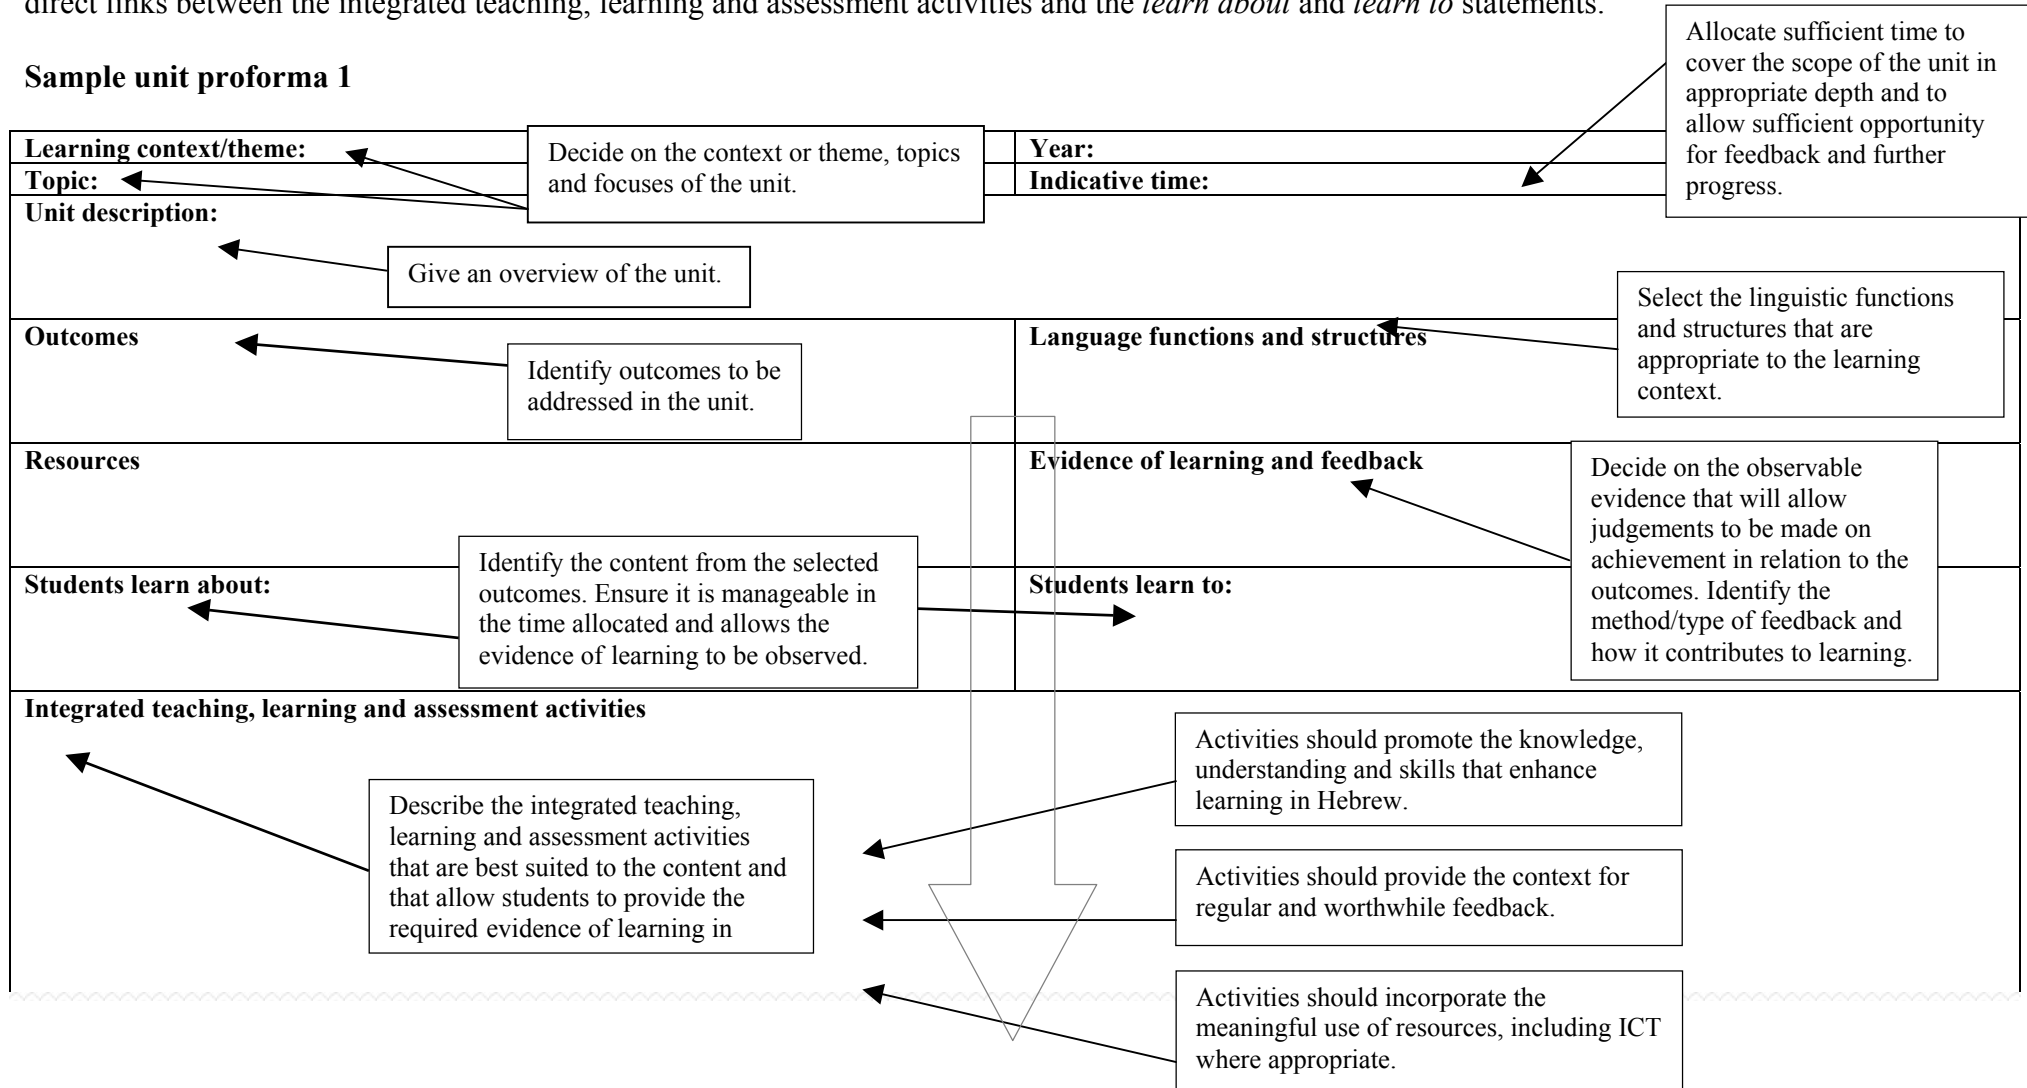 direct links between the integrated teaching, learning and assessment activities and the learn about and learn to statements.
Sample unit proforma 1
Allocate sufficient time to
cover the scope of the unit in
appropriate depth and to
allow sufficient opportunity
for feedback and further
progress.
Learning context/theme:
Decide on the context or theme, topics
and focuses of the unit.
Year:
Topic:
Indicative time:
Unit description:
Give an overview of the unit.
Select the linguistic functions
and structures that are
appropriate to the learning
context.
Outcomes
Identify outcomes to be
addressed in the unit.
Language functions and structures
Resources
Evidence of learning and feedback
Decide on the observable
evidence that will allow
judgements to be made on
achievement in relation to the
outcomes. Identify the
method/type of feedback and
how it contributes to learning.
Identify the content from the selected
outcomes. Ensure it is manageable in
the time allocated and allows the
evidence of learning to be observed.
Students learn about:
Students learn to:
Integrated teaching, learning and assessment activities
Describe the integrated teaching,
learning and assessment activities
that are best suited to the content and
that allow students to provide the
required evidence of learning in
Activities should promote the knowledge,
understanding and skills that enhance
learning in Hebrew.
Activities should provide the context for
regular and worthwhile feedback.
Activities should incorporate the
meaningful use of resources, including ICT
where appropriate.